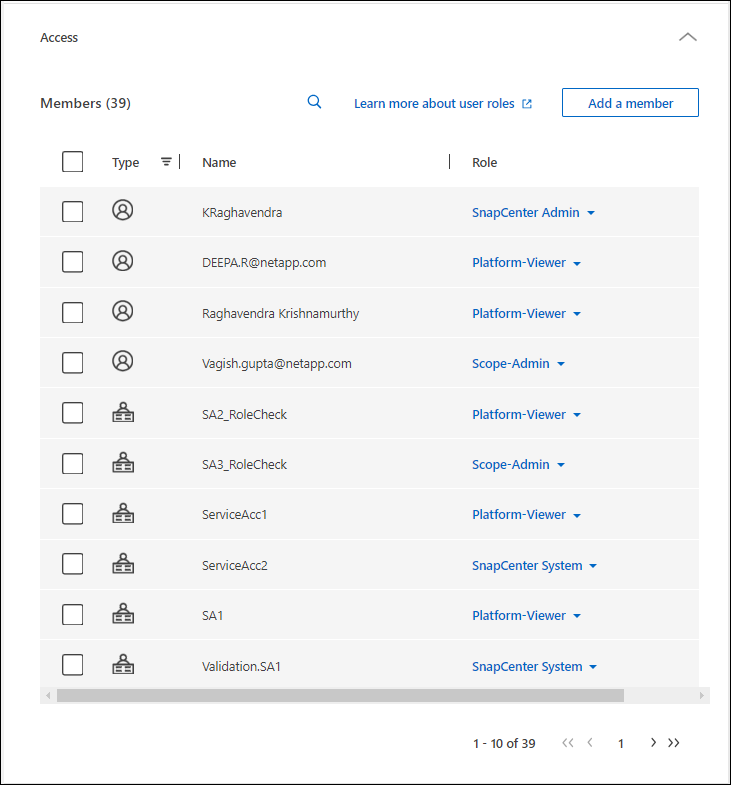 Access
Members (39) Learn more about user roles Add a member
Type Name Role
KRaghavendra SnapCenter Admin
DEEPA.R@netapp.com Platform-Viewer
Raghavendra Krishnamurthy Platform-Viewer
Vagish.gupta@netapp.com Scope-Admin
SA2_RoleCheck Platform-Viewer
SA3_RoleCheck Scope-Admin
ServiceAcc1 Platform-Viewer
ServiceAcc2 SnapCenter System
SA1 Platform-Viewer
Validation.SA1 SnapCenter System
1 - 10 of 39 << < 1 > >>